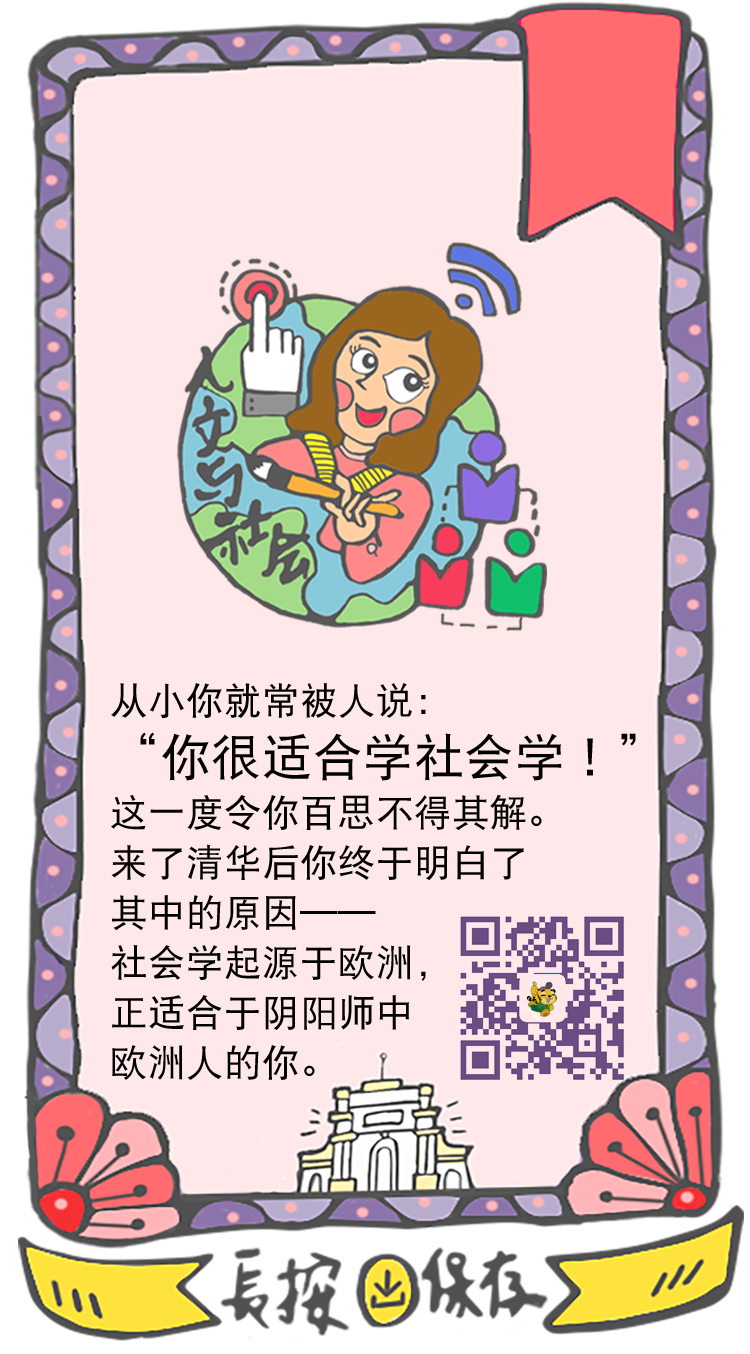 人文与社会
从小你就常被人说：
“你很适合学社会学！”
这一度令你百思不得其解。
来了清华后你终于明白了
其中的原因——
社会学起源于欧洲，
正适合于阴阳师中
欧洲人的你。
長按保存